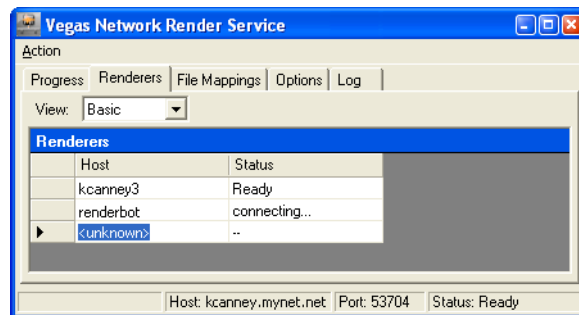 Vegas Network Render Service
Action
Progress Renderers File Mappings Options Log
View: Basic
Renderers
Host Status
kcanney3 Ready
renderbot connecting...
<unknown> --
Host: kcanney.mynet.net Port: 53704 Status: Ready